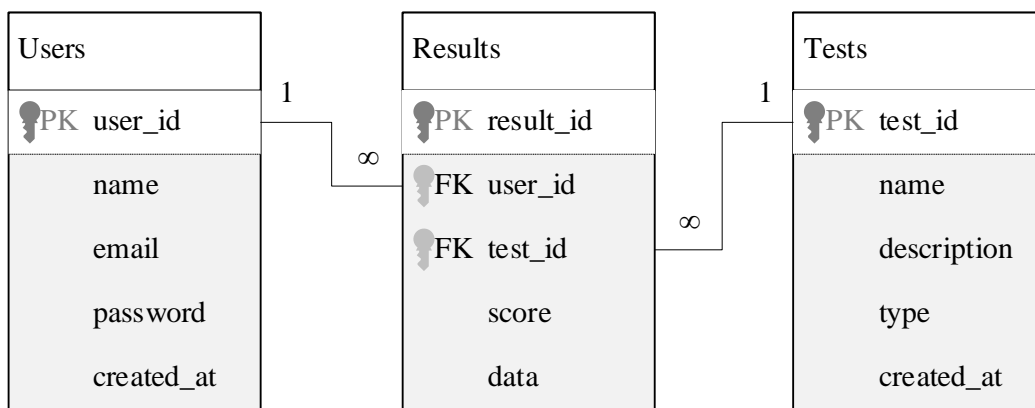 Users
PK user_id
name
email
password
created_at
1
∞
Results
PK result_id
FK user_id
FK test_id
score
data
1
∞
Tests
PK test_id
name
description
type
created_at